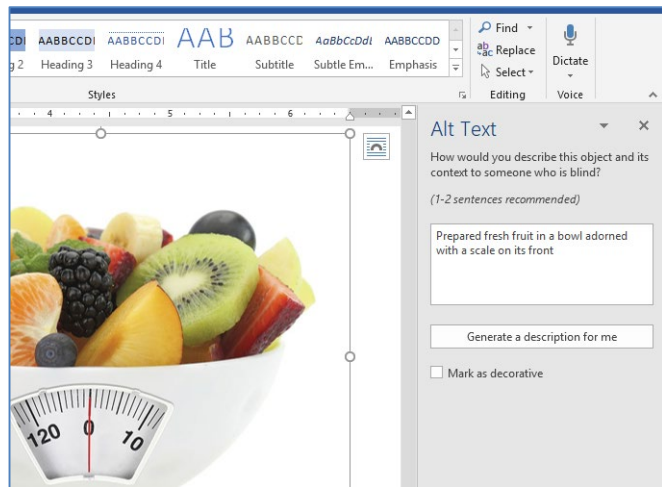 AABBCCDI AABBCCDI AAB AABBCCD AaBbCcDdt AABBCCDD
g 2 Heading 3 Heading 4 Title Subtitle Subtle Em... Emphasis
Styles
Find
Replace
Select
Editing
Dictate
Voice
4 5 6
Alt Text
How would you describe this object and its
context to someone who is blind?
(1-2 sentences recommended)
Prepared fresh fruit in a bowl adorned
with a scale on its front
Generate a description for me
Mark as decorative
120 0 10